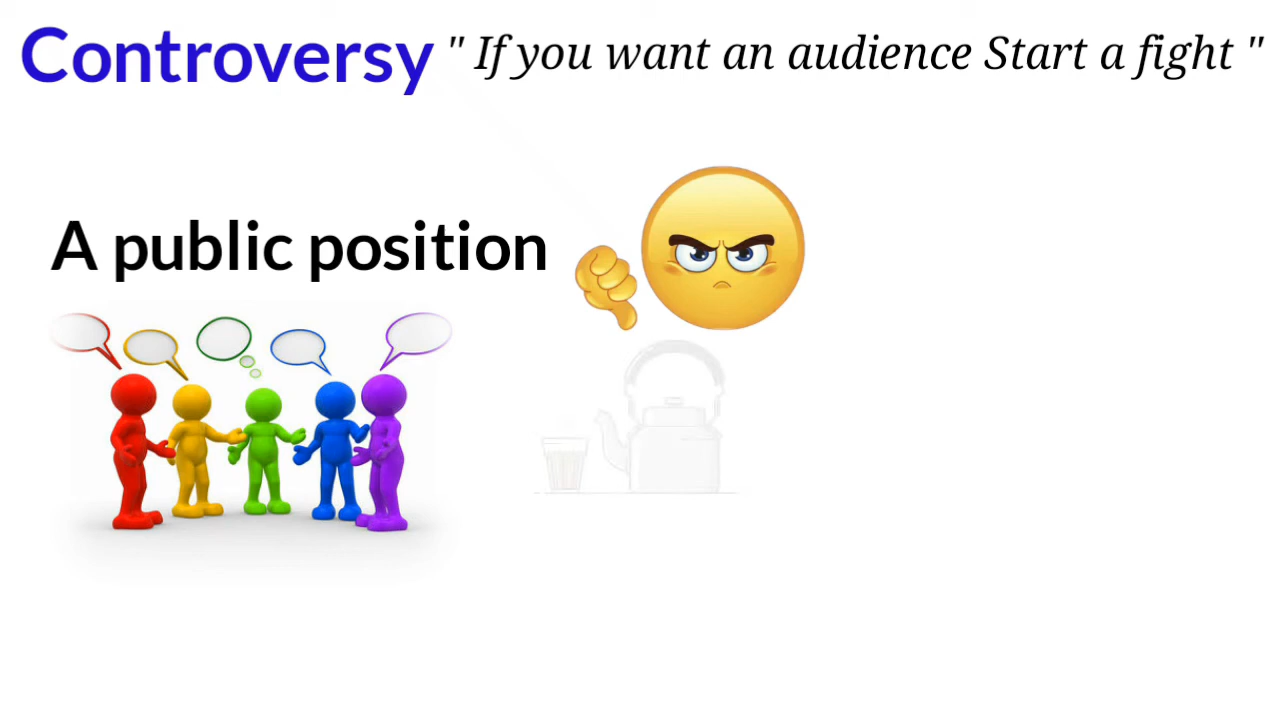 Controversy " If you want an audience Start a fight "
A public position